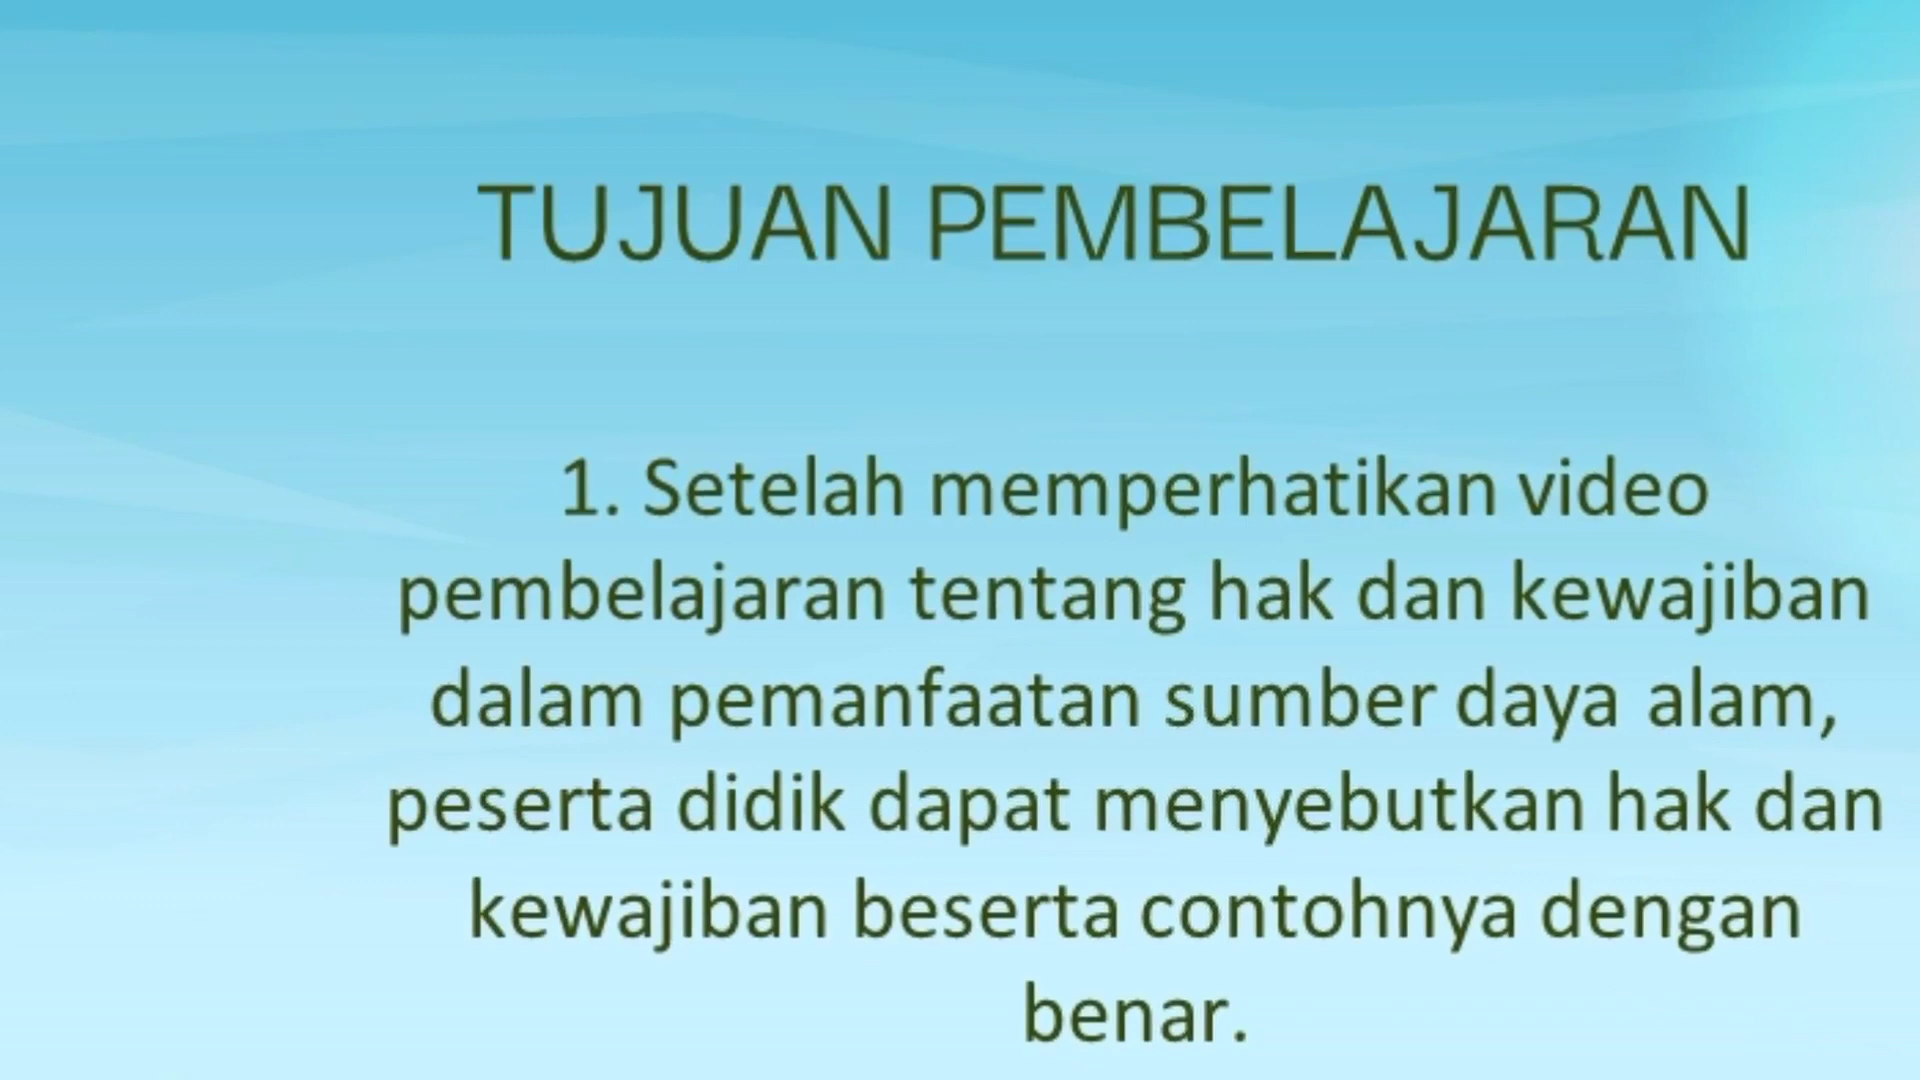 TUJUAN PEMBELAJARAN
1. Setelah memperhatikan video
pembelajaran tentang hak dan kewajiban
dalam pemanfaatan sumber daya alam,
peserta didik dapat menyebutkan hak dan
kewajiban beserta contohnya dengan
benar.